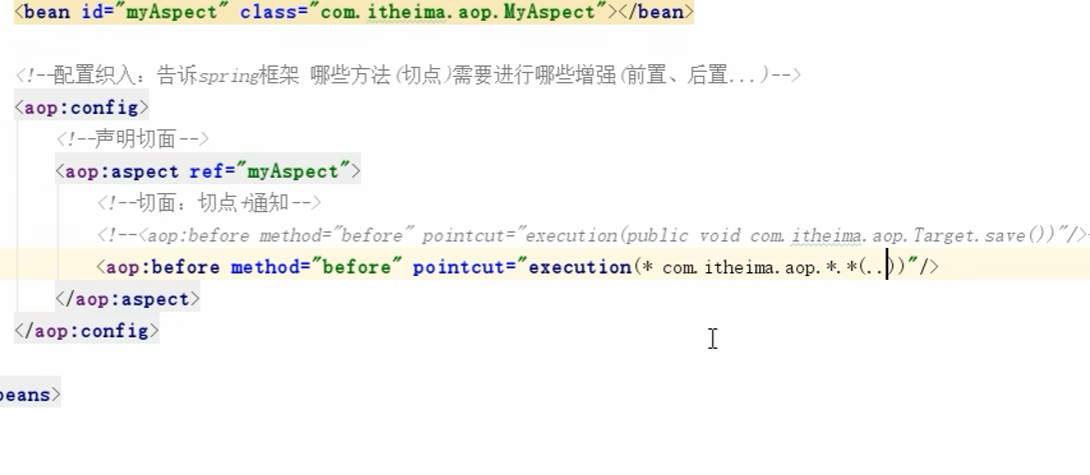 <bean id="myAspect" class="com.itheima.aop.MyAspect"></bean>
<!--配置织入：告诉spring框架 哪些方法(切点)需要进行哪些增强(前置、后置...)-->
<aop:config>
<!--声明切面-->
<aop:aspect ref="myAspect">
<!--切面：切点+通知-->
<!--<aop:before method="before" pointcut="execution(public void com.itheima.aop.Target.save())"/>
<aop:before method="before" pointcut="execution(* com.itheima.aop.*.*(..))"/>
</aop:aspect>
</aop:config>
beans>